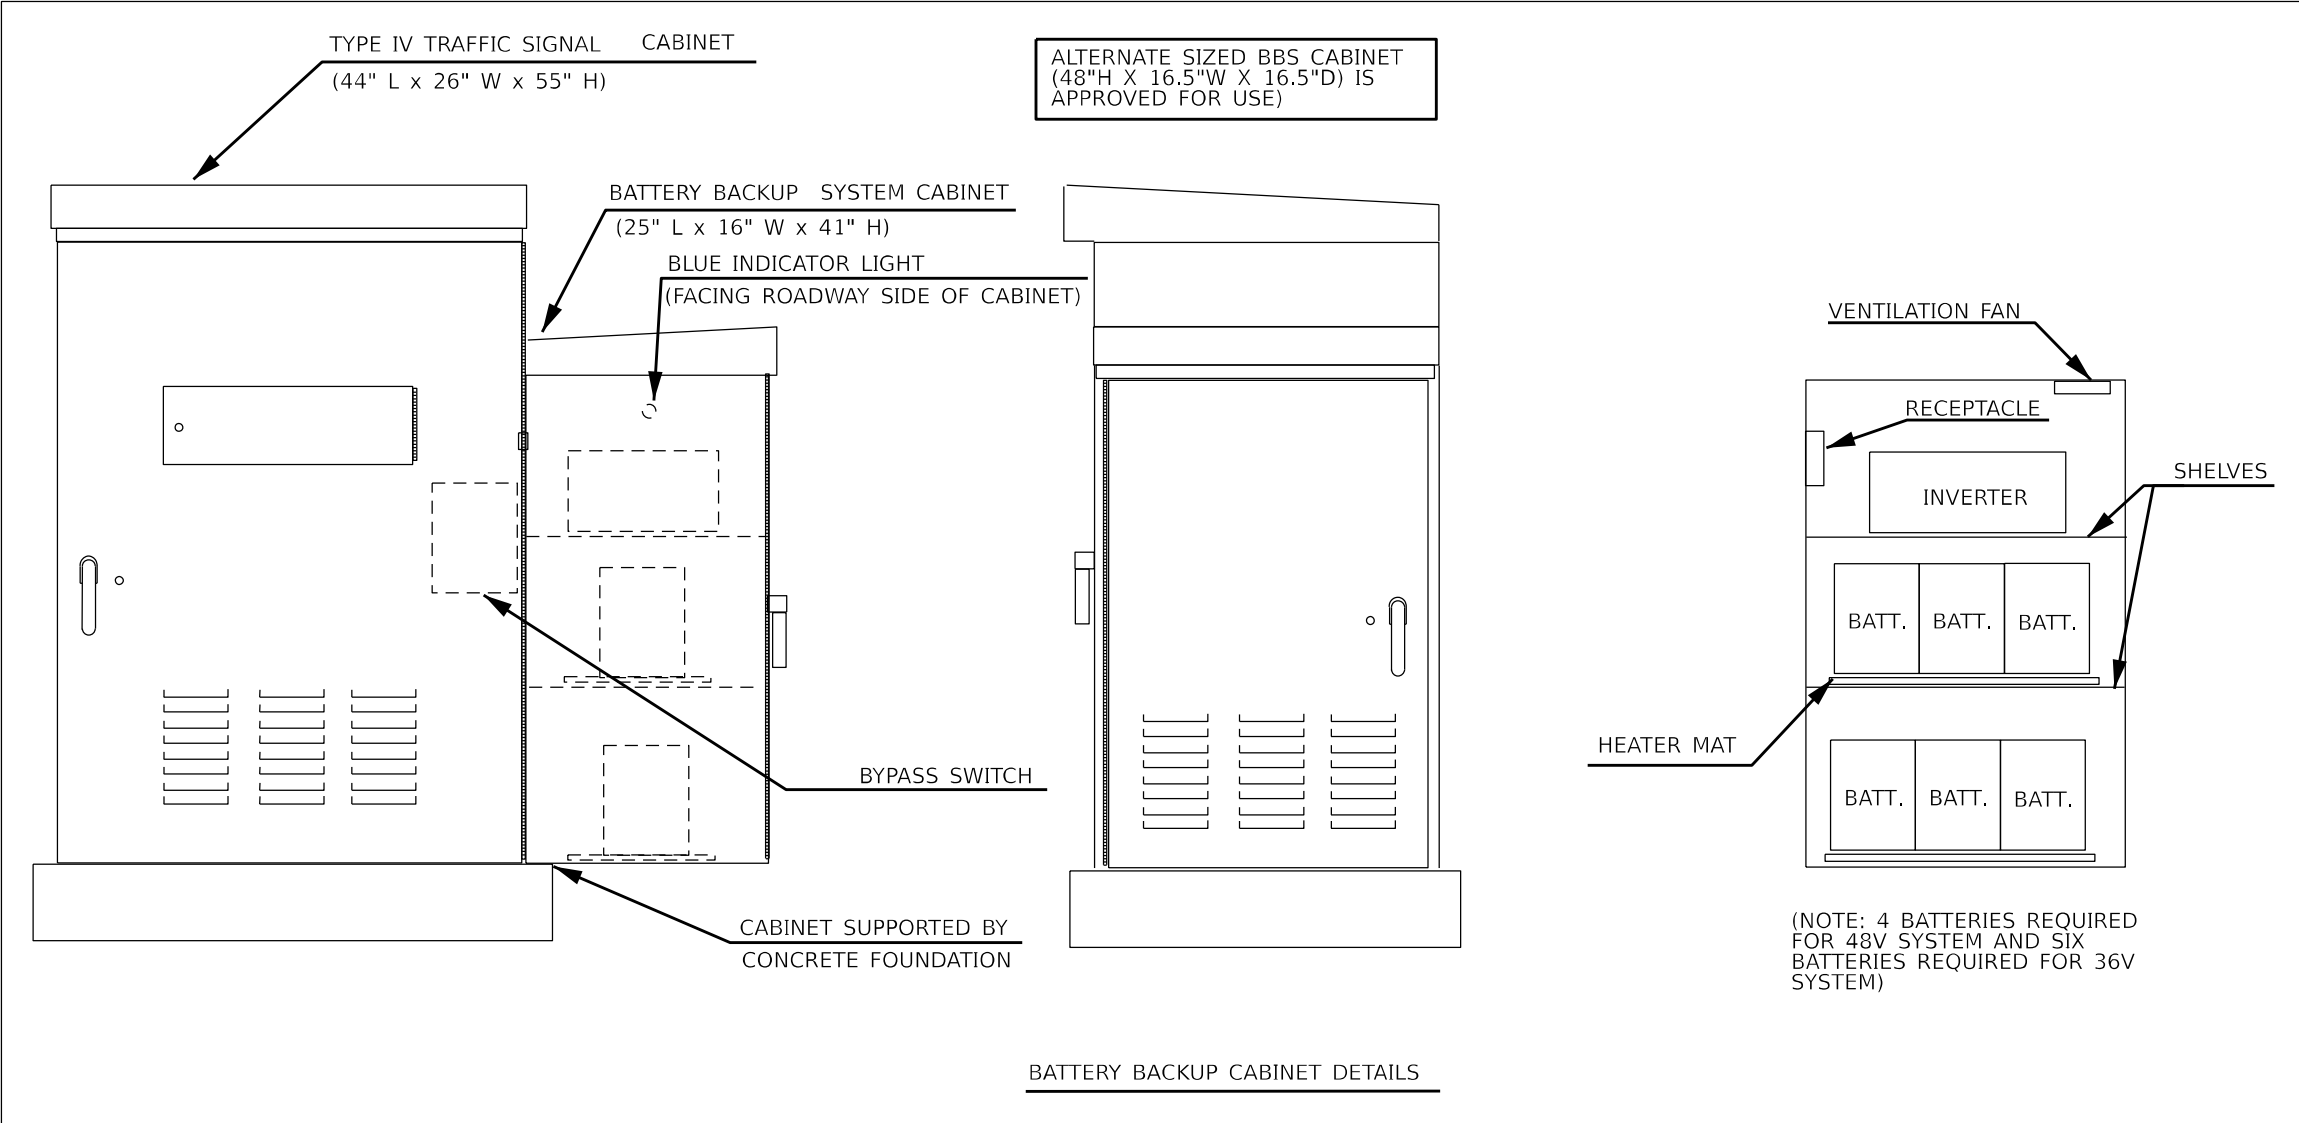 TYPE IV TRAFFIC SIGNAL CABINET
(44" L x 26" W x 55" H)
ALTERNATE SIZED BBS CABINET
(48"H X 16.5"W X 16.5"D) IS
APPROVED FOR USE)
BATTERY BACKUP SYSTEM CABINET
(25" L x 16" W x 41" H)
BLUE INDICATOR LIGHT
(FACING ROADWAY SIDE OF CABINET)
VENTILATION FAN
RECEPTACLE
SHELVES
INVERTER
BATT. BATT. BATT.
HEATER MAT
BYPASS SWITCH
BATT. BATT. BATT.
CABINET SUPPORTED BY
CONCRETE FOUNDATION
(NOTE: 4 BATTERIES REQUIRED
FOR 48V SYSTEM AND SIX
BATTERIES REQUIRED FOR 36V
SYSTEM)
BATTERY BACKUP CABINET DETAILS